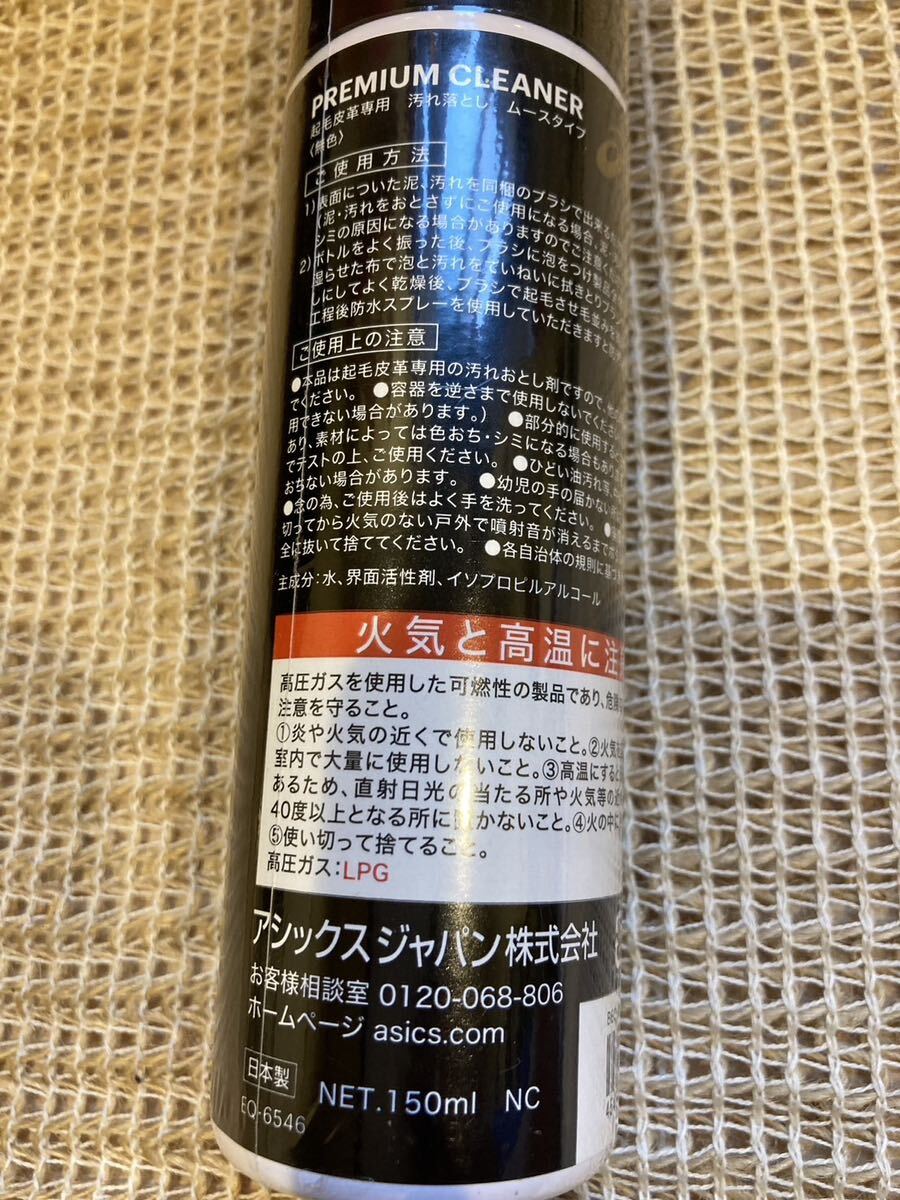 PREMIUM CLEANER
起毛皮革専用 汚れ落とし ムースタイプ
〈無色〉
ご使用方法
1)表面についた泥、汚れを同梱のブラシで出来る
(泥・汚れをおとさずにご使用になる場合、
シミの原因になる場合がありますのでご注意く
2)ボトルをよく振った後、ブラシに泡をつけ製品
湿らせた布で泡と汚れをていねいに拭きとり
しにしてよく乾燥後、ブラシで起毛させ毛並み
工程後防水スプレーを使用していただきますと
ご使用上の注意
●本品は起毛皮革専用の汚れおとし剤ですので、
でください。 ●容器を逆さまで使用しないでくださ
用できない場合があります。) ●部分的に使用する
あり、素材によっては色おち・シミになる場合もあり
でテストの上、ご使用ください。 ●ひどい油汚れ等、
おちない場合があります。 ●幼児の手の届かない
●念の為、ご使用後はよく手を洗ってください。 ●
切ってから火気のない戸外で噴射音が消えるまで
全に抜いて捨ててください。 ●各自治体の規則に基づ
主成分:水、界面活性剤、イソプロピルアルコール
火気と高温に注
高圧ガスを使用した可燃性の製品であり、危険
注意を守ること。
①炎や火気の近くで使用しないこと。②火気を
室内で大量に使用しないこと。③高温にすると
あるため、直射日光の当たる所や火気等の近
40度以上となる所に置かないこと。④火の中に
⑤使い切って捨てること。
高圧ガス:LPG
アシックスジャパン株式会社
お客様相談室 0120-068-806
ホームページ asics.com
日本製
NET.150ml NC
EQ-6546